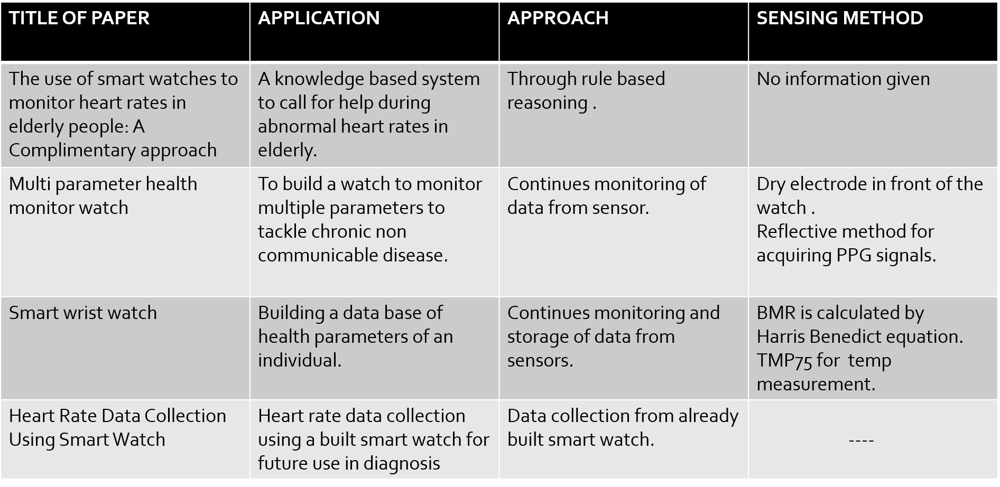 TITLE OF PAPER
APPLICATION
APPROACH
SENSING METHOD
The use of smart watches to
monitor heart rates in
elderly people: A
Complimentary approach
A knowledge based system
to call for help during
abnormal heart rates in
elderly.
Through rule based
reasoning .
No information given
Multi parameter health
monitor watch
To build a watch to monitor
multiple parameters to
tackle chronic non
communicable disease.
Continues monitoring of
data from sensor.
Dry electrode in front of the
watch .
Reflective method for
acquiring PPG signals.
Smart wrist watch
Building a data base of
health parameters of an
individual.
Continues monitoring and
storage of data from
sensors.
BMR is calculated by
Harris Benedict equation.
TMP75 for  temp
measurement.
Heart Rate Data Collection
Using Smart Watch
Heart rate data collection
using a built smart watch for
future use in diagnosis
Data collection from already
built smart watch.
----